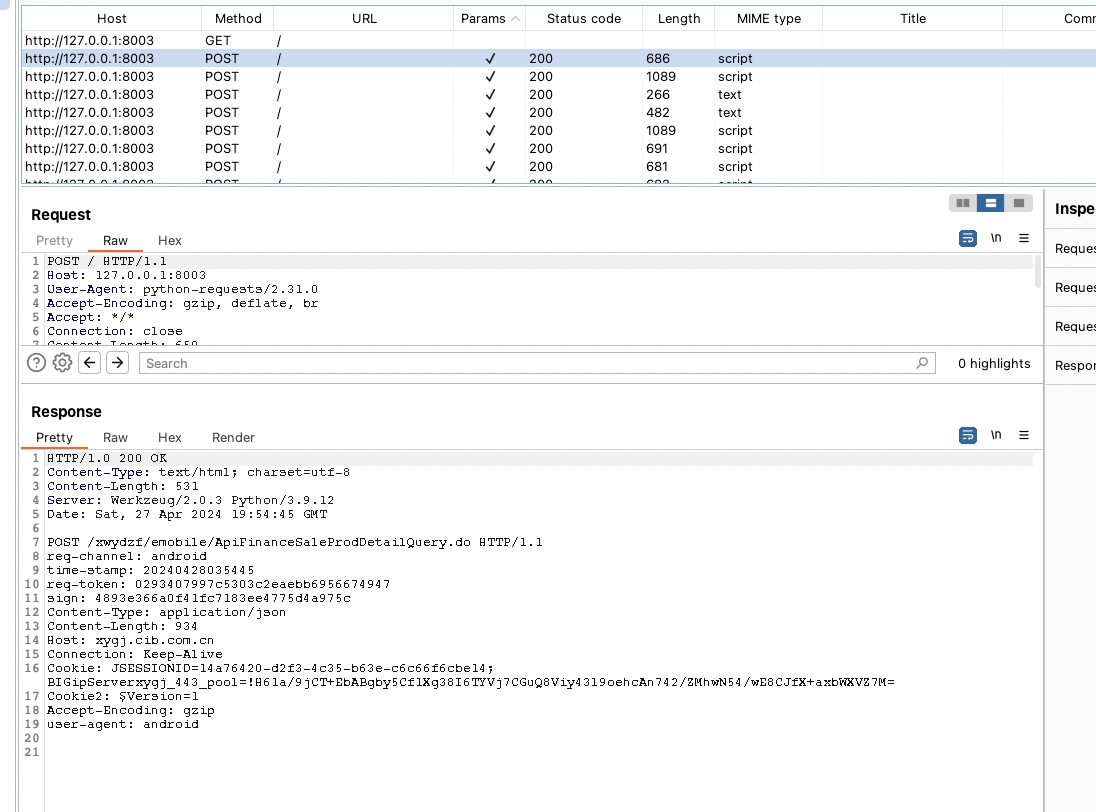 Host Method URL Params Status code Length MIME type Title Comr
http://127.0.0.1:8003 GET /
http://127.0.0.1:8003 POST / ✓ 200 686 script
http://127.0.0.1:8003 POST / ✓ 200 1089 script
http://127.0.0.1:8003 POST / ✓ 200 266 text
http://127.0.0.1:8003 POST / ✓ 200 482 text
http://127.0.0.1:8003 POST / ✓ 200 1089 script
http://127.0.0.1:8003 POST / ✓ 200 691 script
http://127.0.0.1:8003 POST / ✓ 200 681 script
Request
Inspe
Pretty Raw Hex
\n
Reques
Reques
Reques
Respor
1 POST / HTTP/1.1
2 Host: 127.0.0.1:8003
3 User-Agent: python-requests/2.31.0
4 Accept-Encoding: gzip, deflate, br
5 Accept: */*
6 Connection: close
7 Content-Length: 659
Search
0 highlights
Response
Pretty Raw Hex Render
\n
1 HTTP/1.0 200 OK
2 Content-Type: text/html; charset=utf-8
3 Content-Length: 531
4 Server: Werkzeug/2.0.3 Python/3.9.12
5 Date: Sat, 27 Apr 2024 19:54:45 GMT
6
7 POST /xwydzf/emobile/ApiFinanceSaleProdDetailQuery.do HTTP/1.1
8 req-channel: android
9 time-stamp: 20240428035445
10 req-token: 0293407997c5303c2eaebb6956674947
11 sign: 4893e366a0f41fc7183ee4775d4a975c
12 Content-Type: application/json
13 Content-Length: 934
14 Host: xygj.cib.com.cn
15 Connection: Keep-Alive
16 Cookie: JSESSIONID=14a76420-d2f3-4c35-b63e-c6c66f6cbe14;
BIGipServerxygj_443_pool=!H61a/9jCT+EbABgby5Cf1Xg38I6TYVj7CGuQ8Viy4319oehcAn742/ZMhwN54/wE8CJfX+axbWXVZ7M=
17 Cookie2: $Version=1
18 Accept-Encoding: gzip
19 user-agent: android
20
21